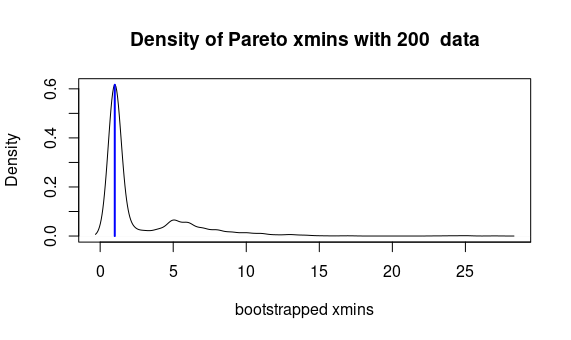 Density of Pareto xmins with 200 data
Density
0.6
0.4
0.2
0.0
0 5 10 15 20 25
bootstrapped xmins